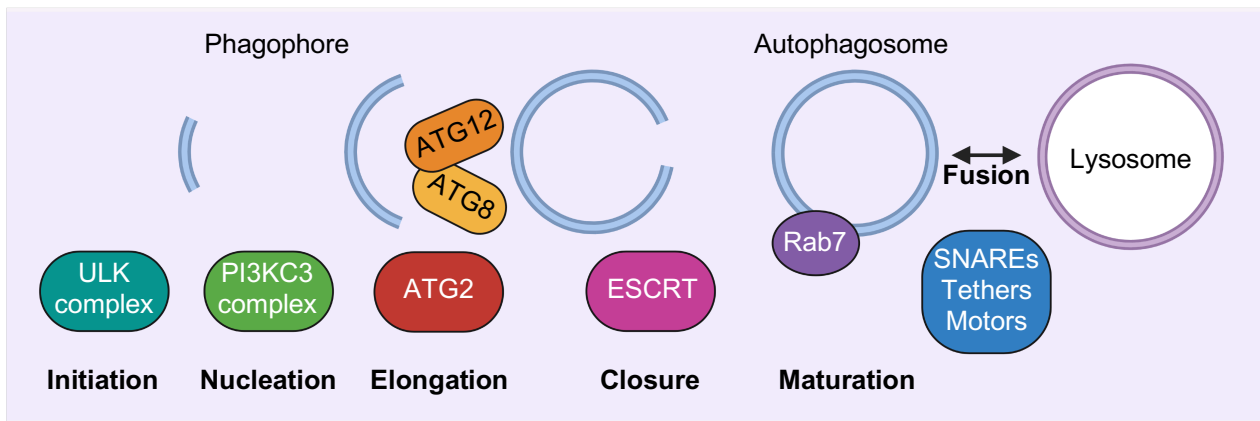 Phagophore
Autophagosome
ATG12
ATG8
Fusion
Lysosome
Rab7
ULK
complex
PI3KC3
complex
ATG2
ESCRT
SNAREs
Tethers
Motors
Initiation
Nucleation
Elongation
Closure
Maturation